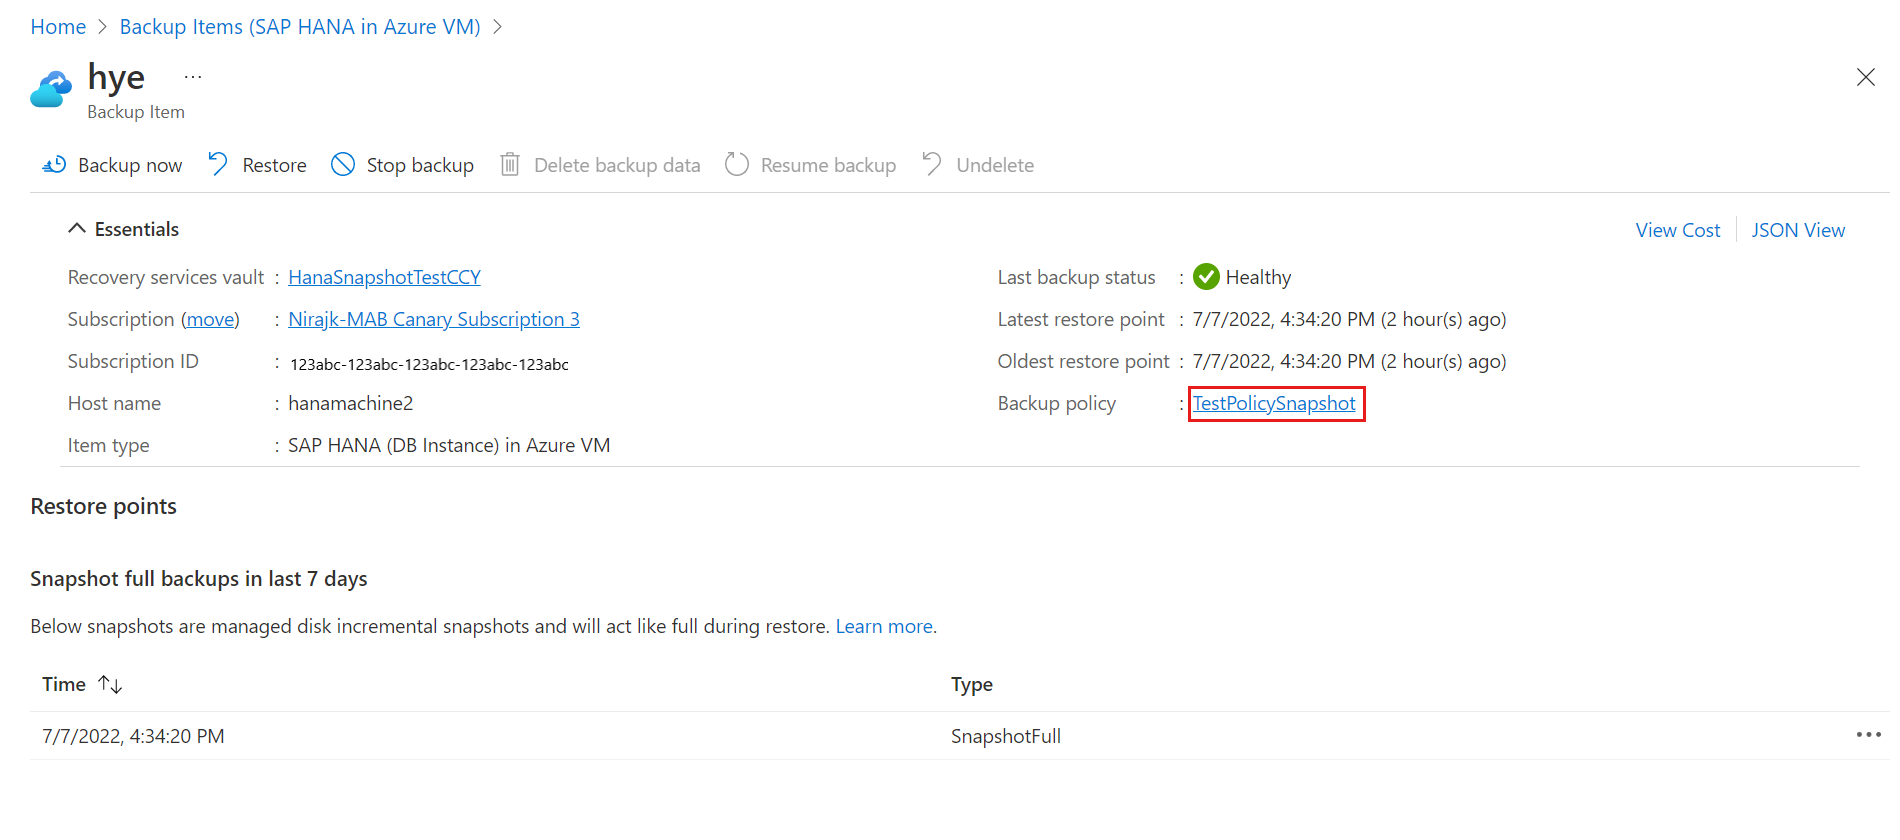 Home > Backup Items (SAP HANA in Azure VM) >
hye ...
Backup Item
Backup now Restore Stop backup Delete backup data Resume backup Undelete
Essentials View Cost JSON View
Recovery services vault : HanaSnapshotTestCCY
Subscription (move) : Nirajk-MAB Canary Subscription 3
Subscription ID : 123abc-123abc-123abc-123abc-123abc
Host name : hanamachine2
Item type : SAP HANA (DB Instance) in Azure VM
Last backup status : Healthy
Latest restore point : 7/7/2022, 4:34:20 PM (2 hour(s) ago)
Oldest restore point : 7/7/2022, 4:34:20 PM (2 hour(s) ago)
Backup policy : TestPolicySnapshot
Restore points
Snapshot full backups in last 7 days
Below snapshots are managed disk incremental snapshots and will act like full during restore. Learn more.
Time Type
7/7/2022, 4:34:20 PM SnapshotFull ...